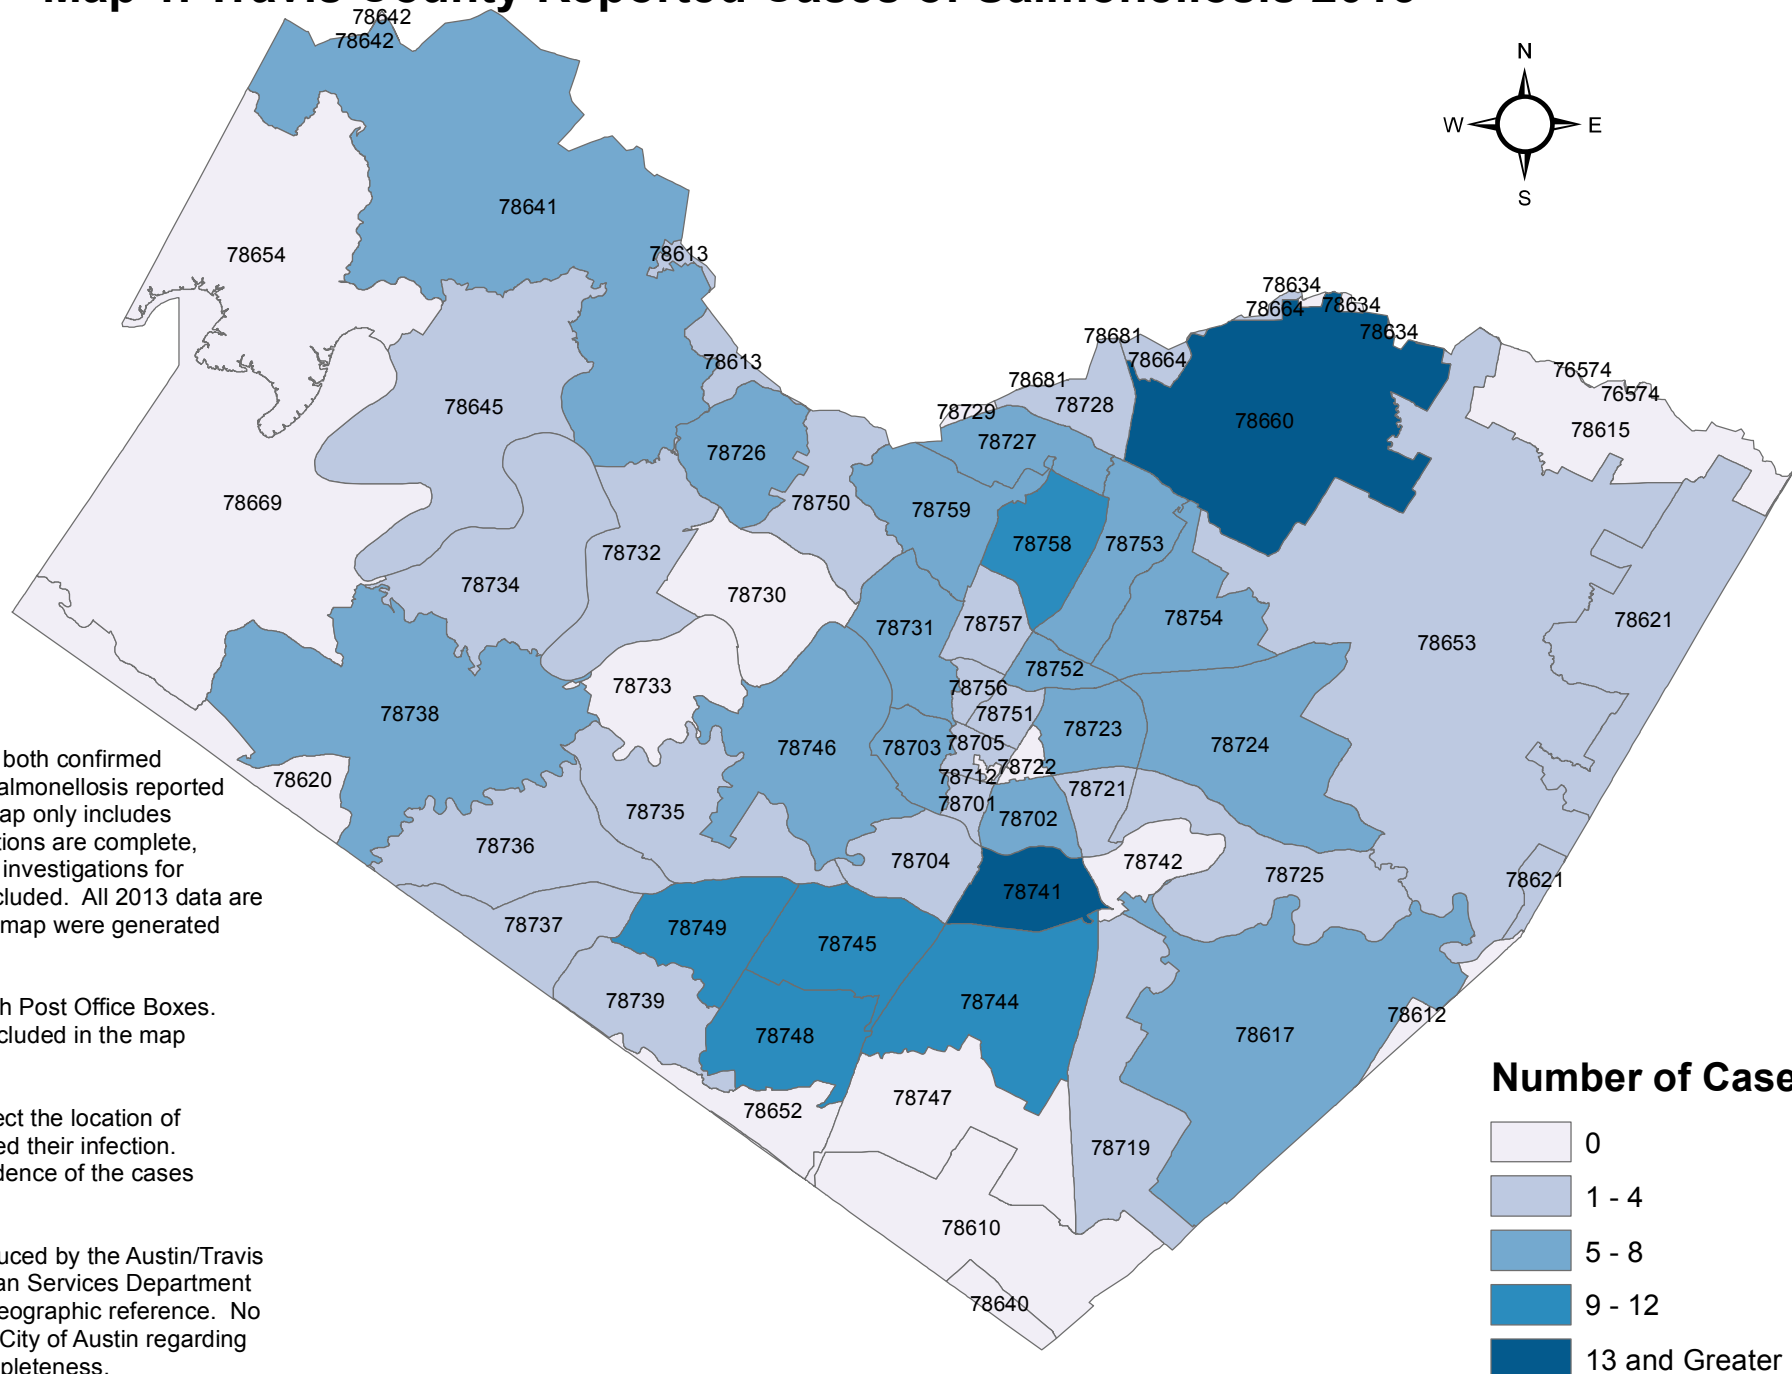 78642
78642
N
W
E
S
78641
78654
78613
78634
78664
78634
78634
78681
78664
78613
76574
76574
78681
78645
78729
78728
78660
78615
78727
78726
78669
78750
78759
78758
78753
78732
78734
78730
78731
78757
78754
78621
78653
78752
78733
78756
78738
78751
78723
78746
78703
78705
78724
both confirmed
almonellosis reported
78620
78722
78712
78721
ap only includes
78735
78701
78702
tions are complete,
78736
78704
78742
investigations for
78725
78621
cluded.  All 2013 data are
78741
map were generated
78737
78749
78745
h Post Office Boxes.
78739
78744
78612
cluded in the map
78748
78617
Number of Case
78747
78652
ect the location of
0
ed their infection.
78719
dence of the cases
1 - 4
78610
uced by the Austin/Travis
5 - 8
an Services Department
78640
9 - 12
eographic reference.  No
City of Austin regarding
13 and Greater
pleteness.